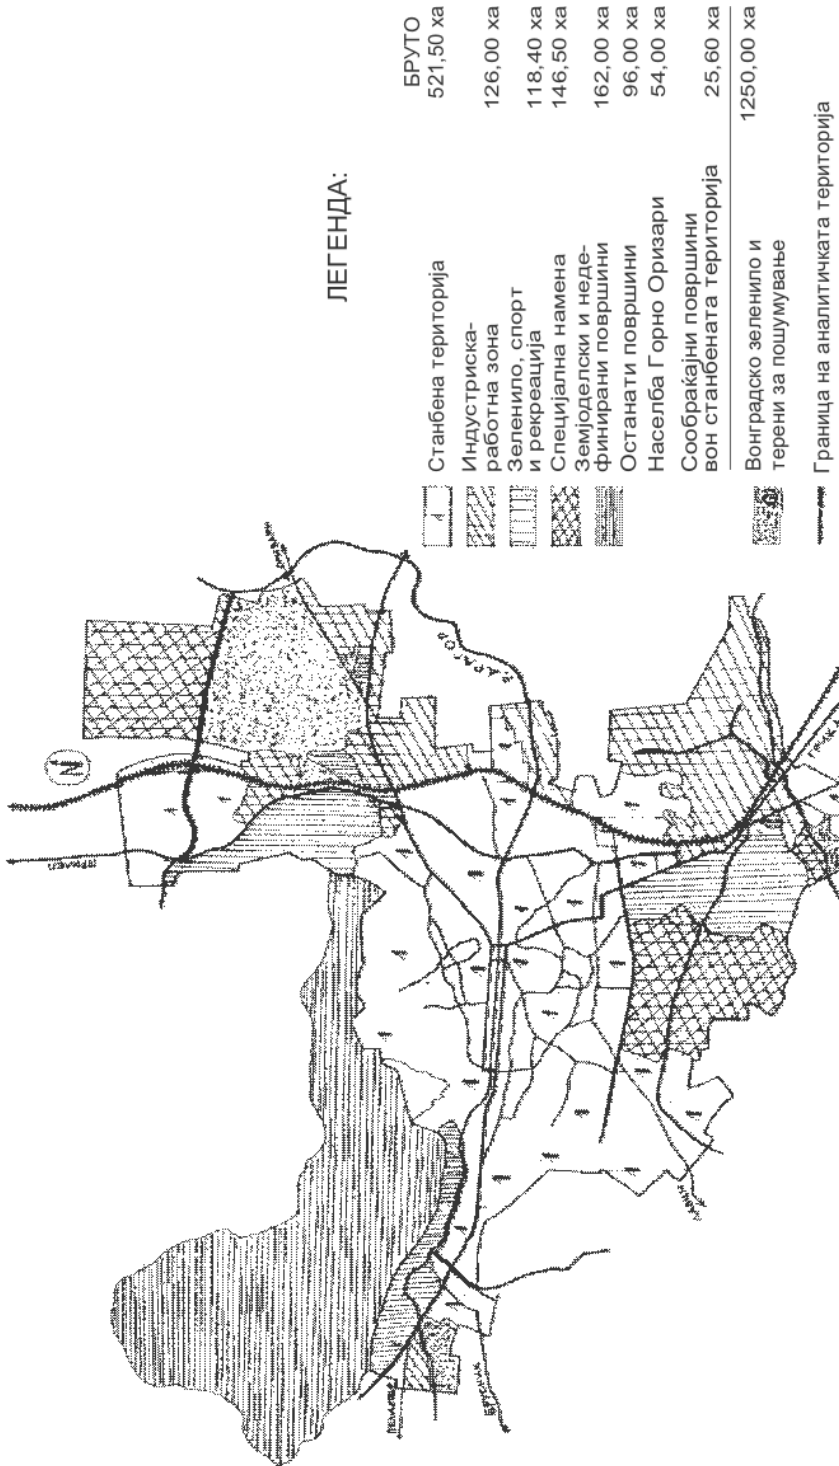 ЛЕГЕНДА:
БРУТО
Станбена територија 521,50 ха
Индустриска-
работна зона 126,00 ха
Зеленило, спорт
и рекреација 118,40 ха
Специјална намена 146,50 ха
Земјоделски и неде-
финирани површини 162,00 ха
Останати површини 96,00 ха
Населба Горно Оризари 54,00 ха
Сообраќајни површини
вон станбената територија 25,60 ха
Вонградско зеленило и
терени за пошумување 1250,00 ха
Граница на аналитичката територија
N
ПРИЛЕП
ДРАГОР
БРУСНИК